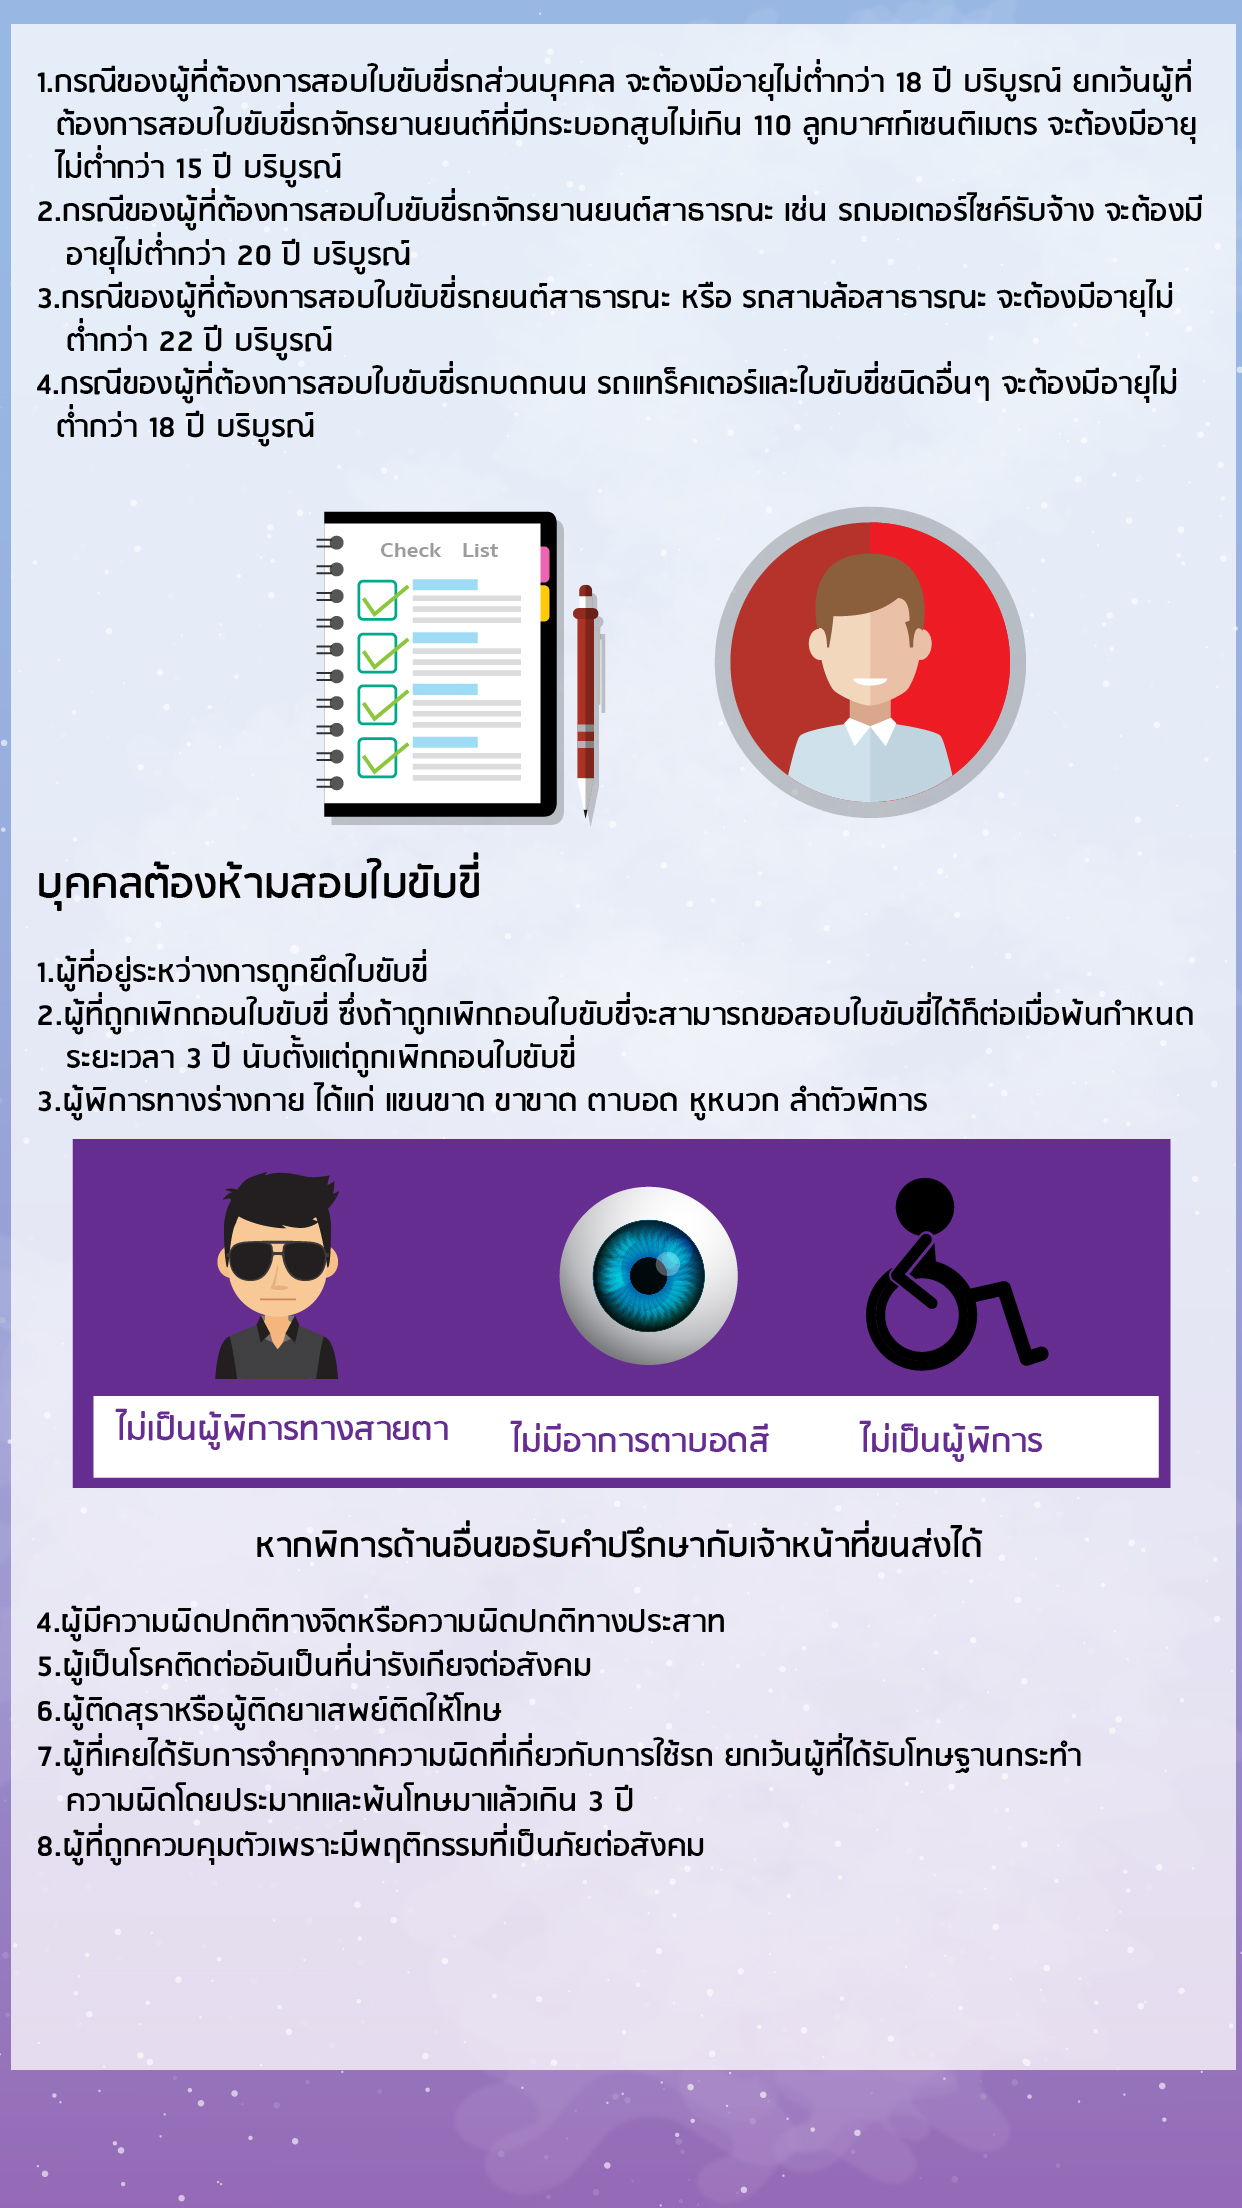 1.กรณีของผู้ที่ต้องการสอบใบขับขี่รถส่วนบุคคล จะต้องมีอายุไม่ต่ำกว่า 18 ปี บริบูรณ์ ยกเว้นผู้ที่
ต้องการสอบใบขับขี่รถจักรยานยนต์ที่มีกระบอกสูบไม่เกิน 110 ลูกบาศก์เซนติเมตร จะต้องมีอายุ
ไม่ต่ำกว่า 15 ปี บริบูรณ์
2.กรณีของผู้ที่ต้องการสอบใบขับขี่รถจักรยานยนต์สาธารณะ เช่น รถมอเตอร์ไซค์รับจ้าง จะต้องมี
อายุไม่ต่ำกว่า 20 ปี บริบูรณ์
3.กรณีของผู้ที่ต้องการสอบใบขับขี่รถยนต์สาธารณะ หรือ รถสามล้อสาธารณะ จะต้องมีอายุไม่
ต่ำกว่า 22 ปี บริบูรณ์
4.กรณีของผู้ที่ต้องการสอบใบขับขี่รถบดถนน รถแทร็คเตอร์และใบขับขี่ชนิดอื่นๆ จะต้องมีอายุไม่
ต่ำกว่า 18 ปี บริบูรณ์
Check List
บุคคลต้องห้ามสอบใบขับขี่
1.ผู้ที่อยู่ระหว่างการถูกยึดใบขับขี่
2.ผู้ที่ถูกเพิกถอนใบขับขี่ ซึ่งถ้าถูกเพิกถอนใบขับขี่จะสามารถขอสอบใบขับขี่ได้ก็ต่อเมื่อพ้นกำหนด
ระยะเวลา 3 ปี นับตั้งแต่ถูกเพิกถอนใบขับขี่
3.ผู้พิการทางร่างกาย ได้แก่ แขนขาด ขาขาด ตาบอด หูหนวก ลำตัวพิการ
ไม่เป็นผู้พิการทางสายตา ไม่มีอาการตาบอดสี ไม่เป็นผู้พิการ
หากพิการด้านอื่นขอรับคำปรึกษากับเจ้าหน้าที่ขนส่งได้
4.ผู้มีความผิดปกติทางจิตหรือความผิดปกติทางประสาท
5.ผู้เป็นโรคติดต่ออันเป็นที่น่ารังเกียจต่อสังคม
6.ผู้ติดสุราหรือผู้ติดยาเสพย์ติดให้โทษ
7.ผู้ที่เคยได้รับการจำคุกจากความผิดที่เกี่ยวกับการใช้รถ ยกเว้นผู้ที่ได้รับโทษฐานกระทำ
ความผิดโดยประมาทและพ้นโทษมาแล้วเกิน 3 ปี
8.ผู้ที่ถูกควบคุมตัวเพราะมีพฤติกรรมที่เป็นภัยต่อสังคม